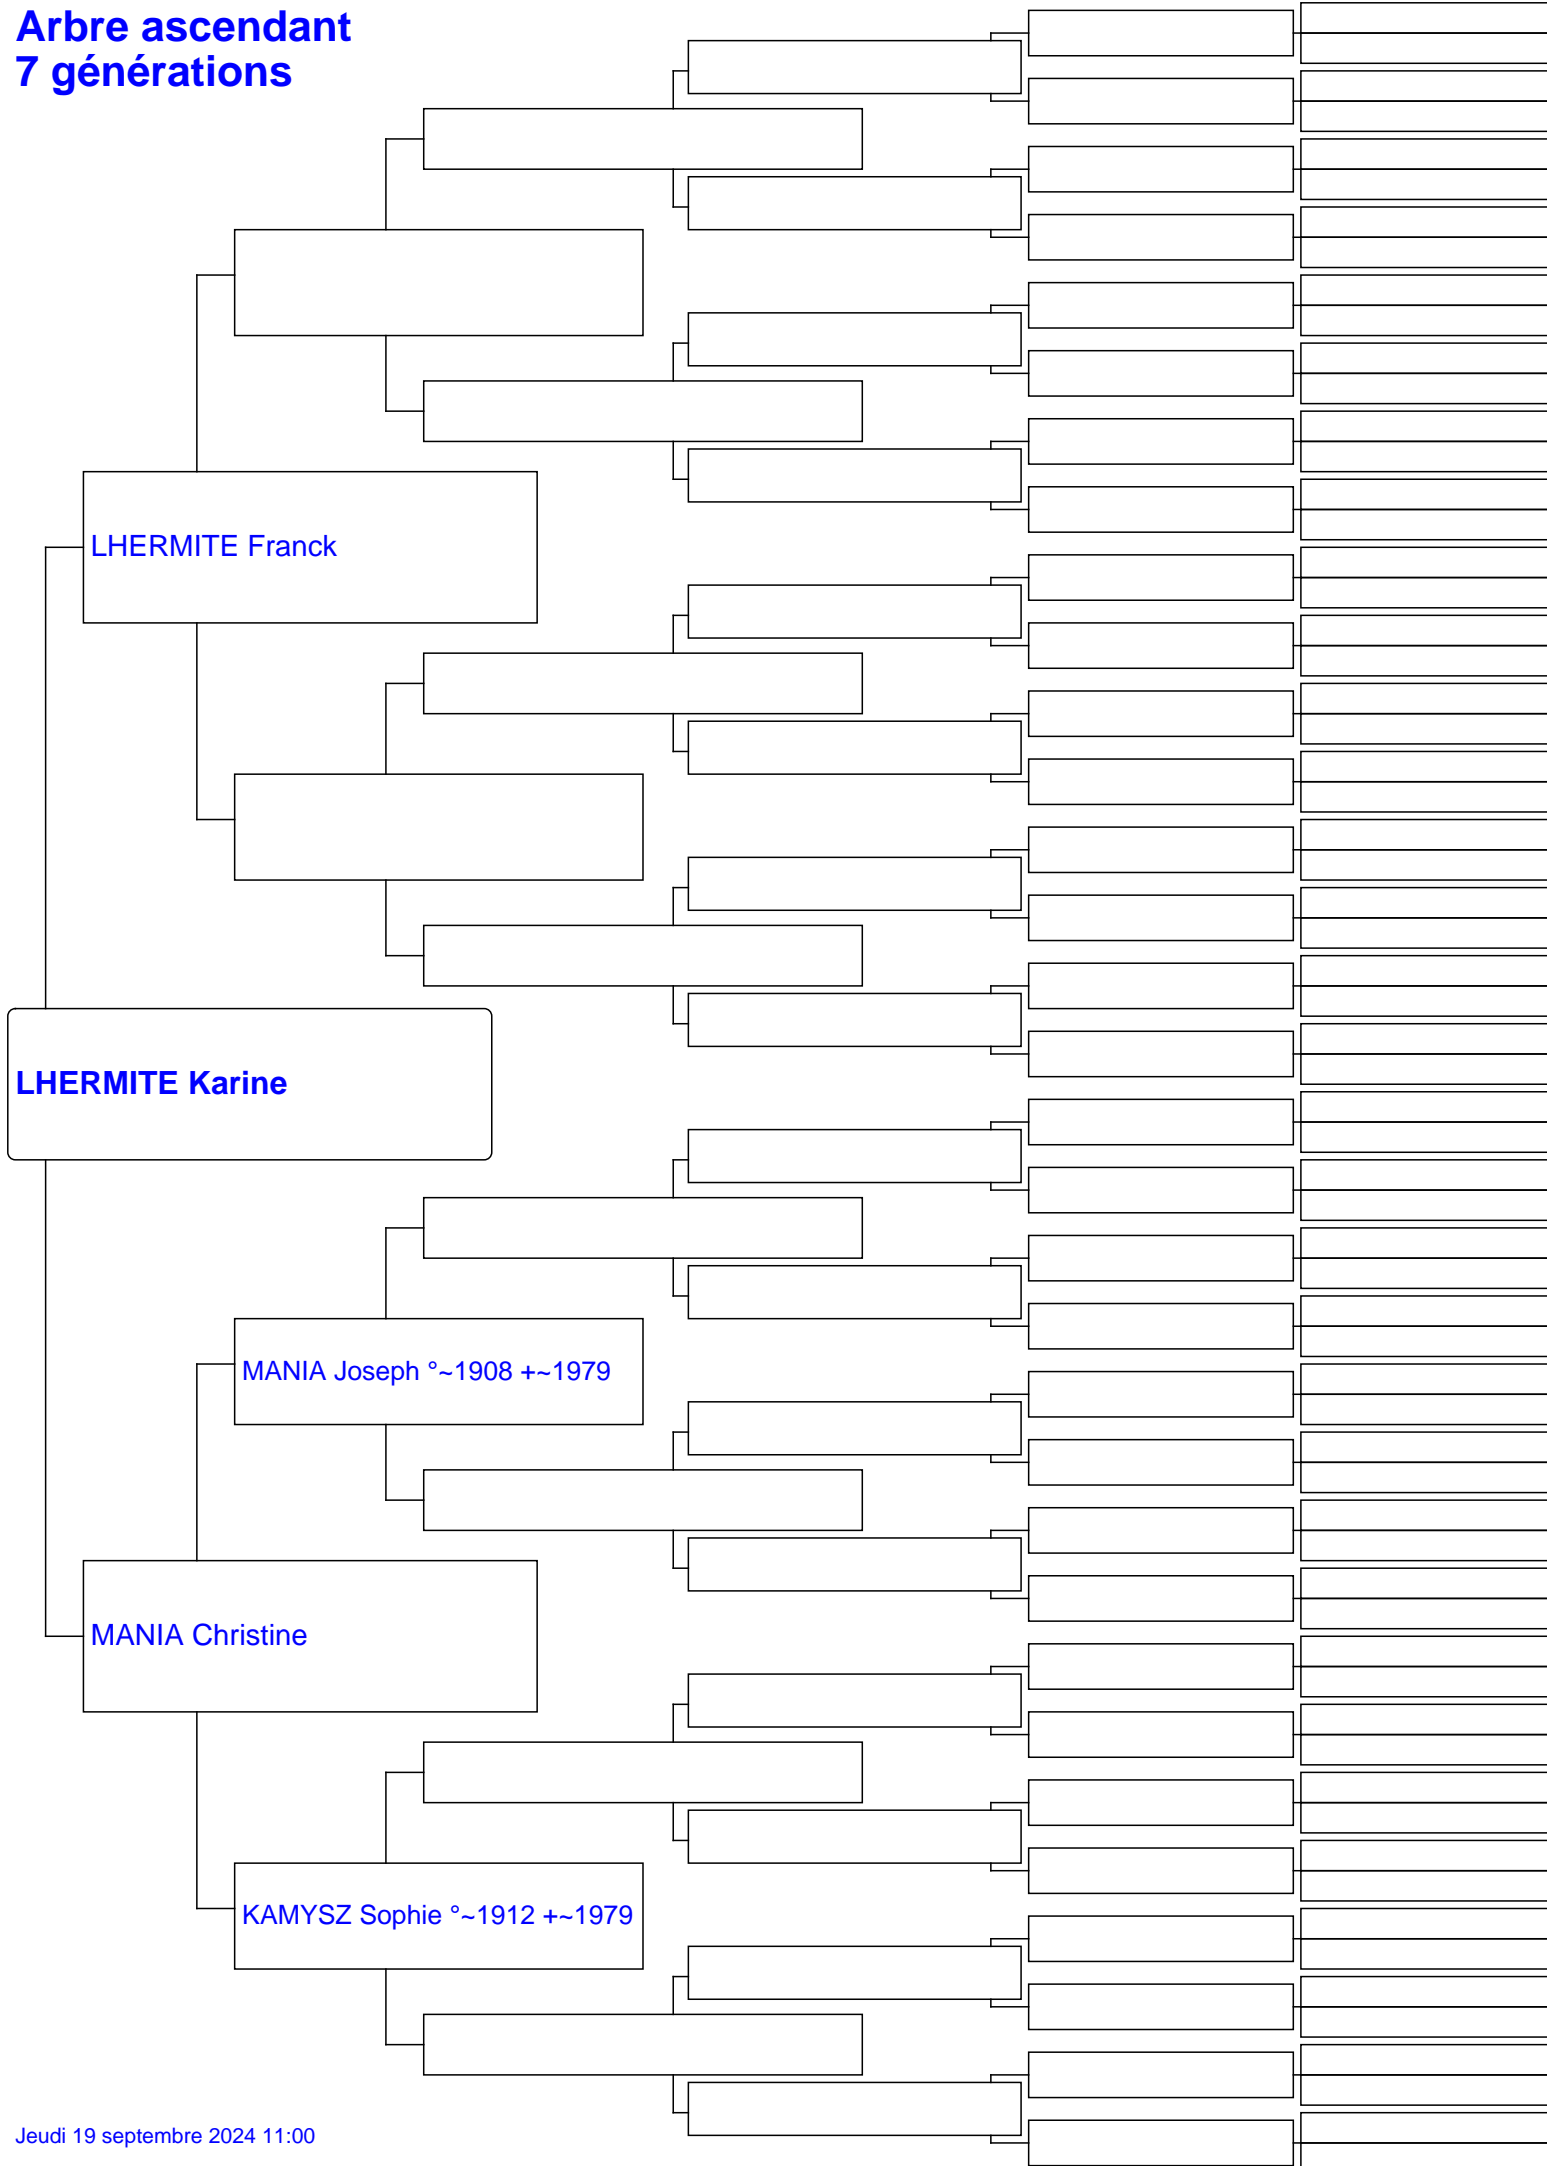 Arbre ascendant
7 générations
LHERMITE Franck
LHERMITE Karine
MANIA Joseph °~1908 +~1979
MANIA Christine
KAMYSZ Sophie °~1912 +~1979
Jeudi 19 septembre 2024 11:00